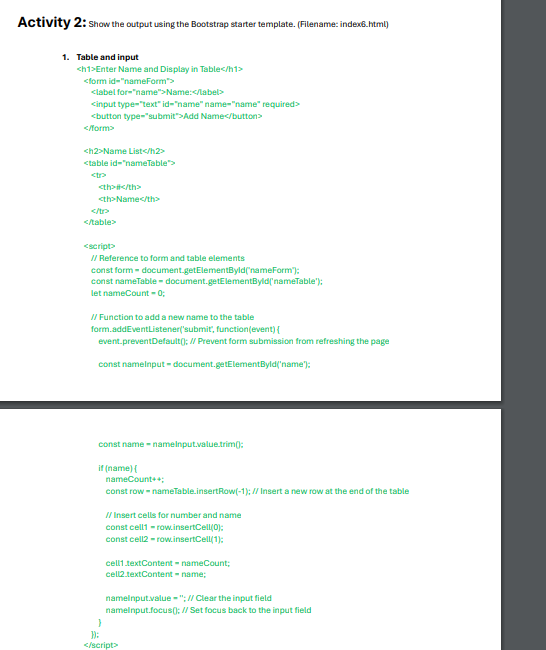 Activity 2: Show the output using the Bootstrap starter template. (Filename: index6.html)
1. Table and input
<h1>Enter Name and Display in Table</h1>
<form id="nameForm">
<label for="name">Name:</label>
<input type="text" id="name" name="name" required>
<button type="submit">Add Name</button>
</form>
<h2>Name List</h2>
<table id="nameTable">
<tr>
<th>#</th>
<th>Name</th>
</tr>
</table>
<script>
// Reference to form and table elements
const form = document.getElementById('nameForm');
const nameTable = document.getElementById('nameTable');
let nameCount = 0;
// Function to add a new name to the table
form.addEventListener('submit', function(event) {
event.preventDefault(); // Prevent form submission from refreshing the page
const nameInput = document.getElementById('name');
const name = nameInput.value.trim();
if (name) {
nameCount++;
const row = nameTable.insertRow(-1); // Insert a new row at the end of the table
// Insert cells for number and name
const cell1 = row.insertCell(0);
const cell2 = row.insertCell(1);
cell1.textContent = nameCount;
cell2.textContent = name;
nameInput.value = ''; // Clear the input field
nameInput.focus(); // Set focus back to the input field
}
});
</script>